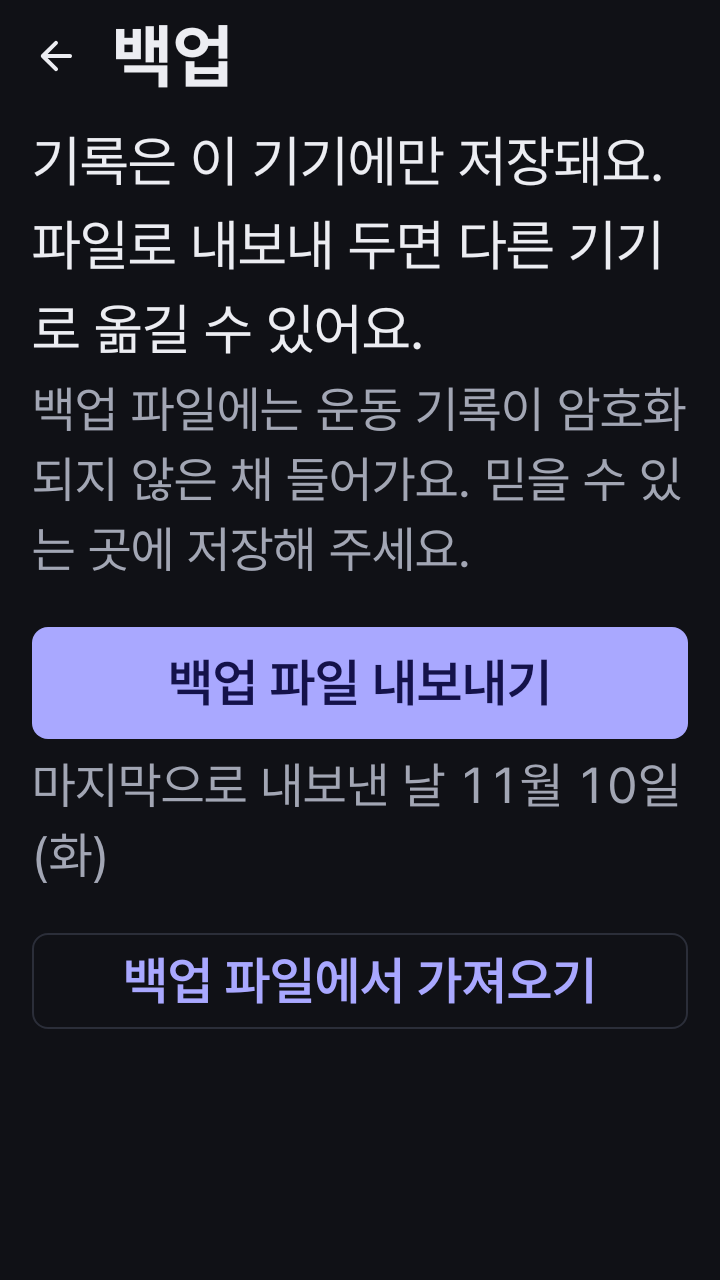 백업
기록은 이 기기에만 저장돼요.
파일로 내보내 두면 다른 기기
로 옮길 수 있어요.
백업 파일에는 운동 기록이 암호화
되지 않은 채 들어가요. 믿을 수 있
는 곳에 저장해 주세요.
백업 파일 내보내기
마지막으로 내보낸 날 11월 10일
(화)
백업 파일에서 가져오기